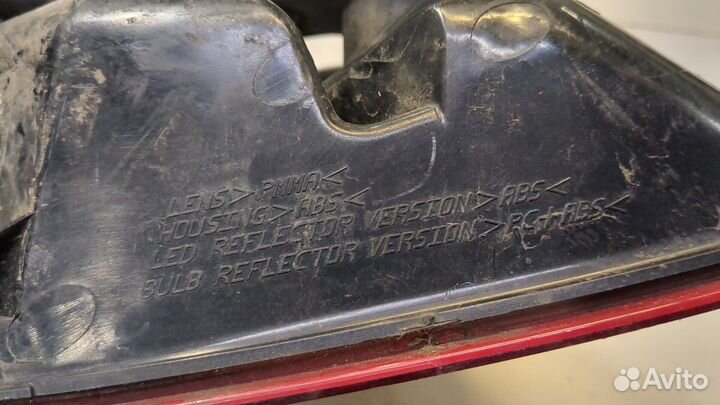 LENS>PMMA<
HOUSING>ABS<
LED REFLECTOR VERSION>ABS<
BULB REFLECTOR VERSION>PC+ABS<
Avito